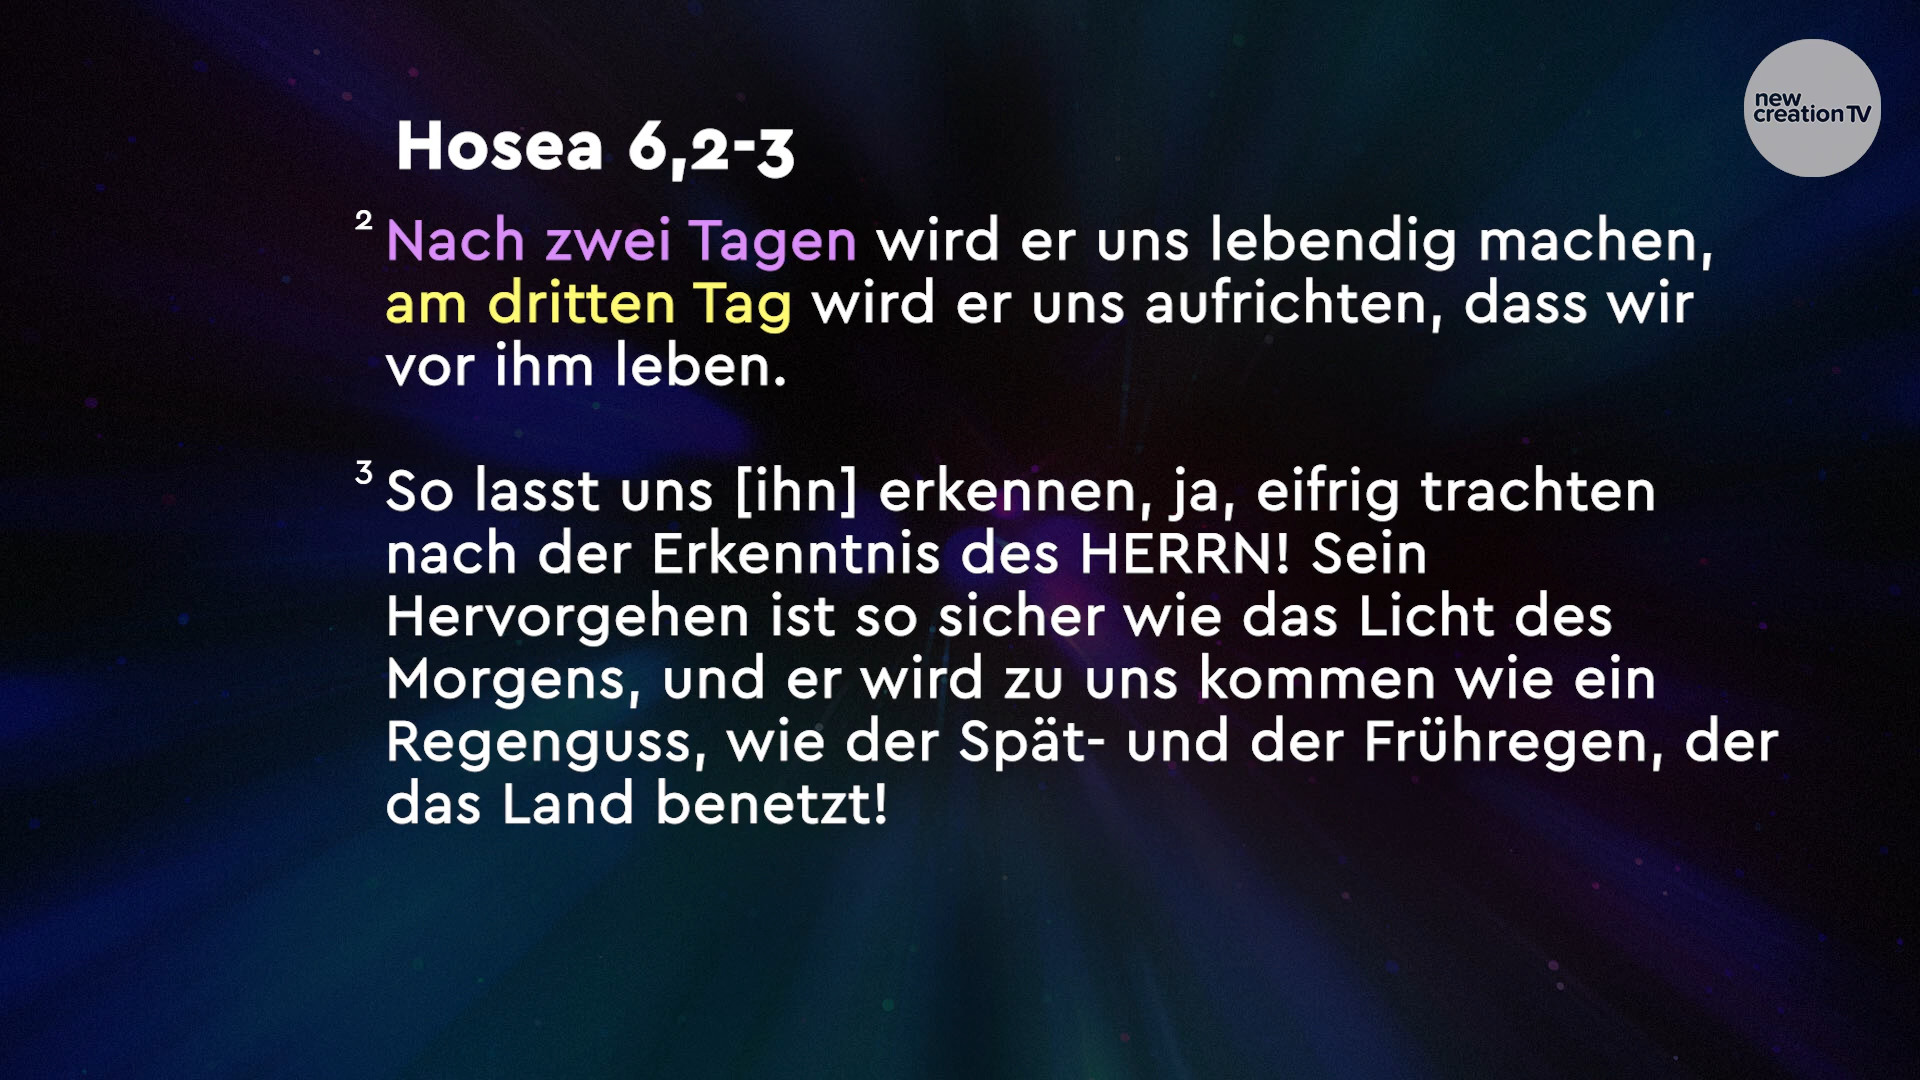 new
creationTV
Hosea 6,2-3
2 Nach zwei Tagen wird er uns lebendig machen,
am dritten Tag wird er uns aufrichten, dass wir
vor ihm leben.
3 So lasst uns [ihn] erkennen, ja, eifrig trachten
nach der Erkenntnis des HERRN! Sein
Hervorgehen ist so sicher wie das Licht des
Morgens, und er wird zu uns kommen wie ein
Regenguss, wie der Spät- und der Frühregen, der
das Land benetzt!